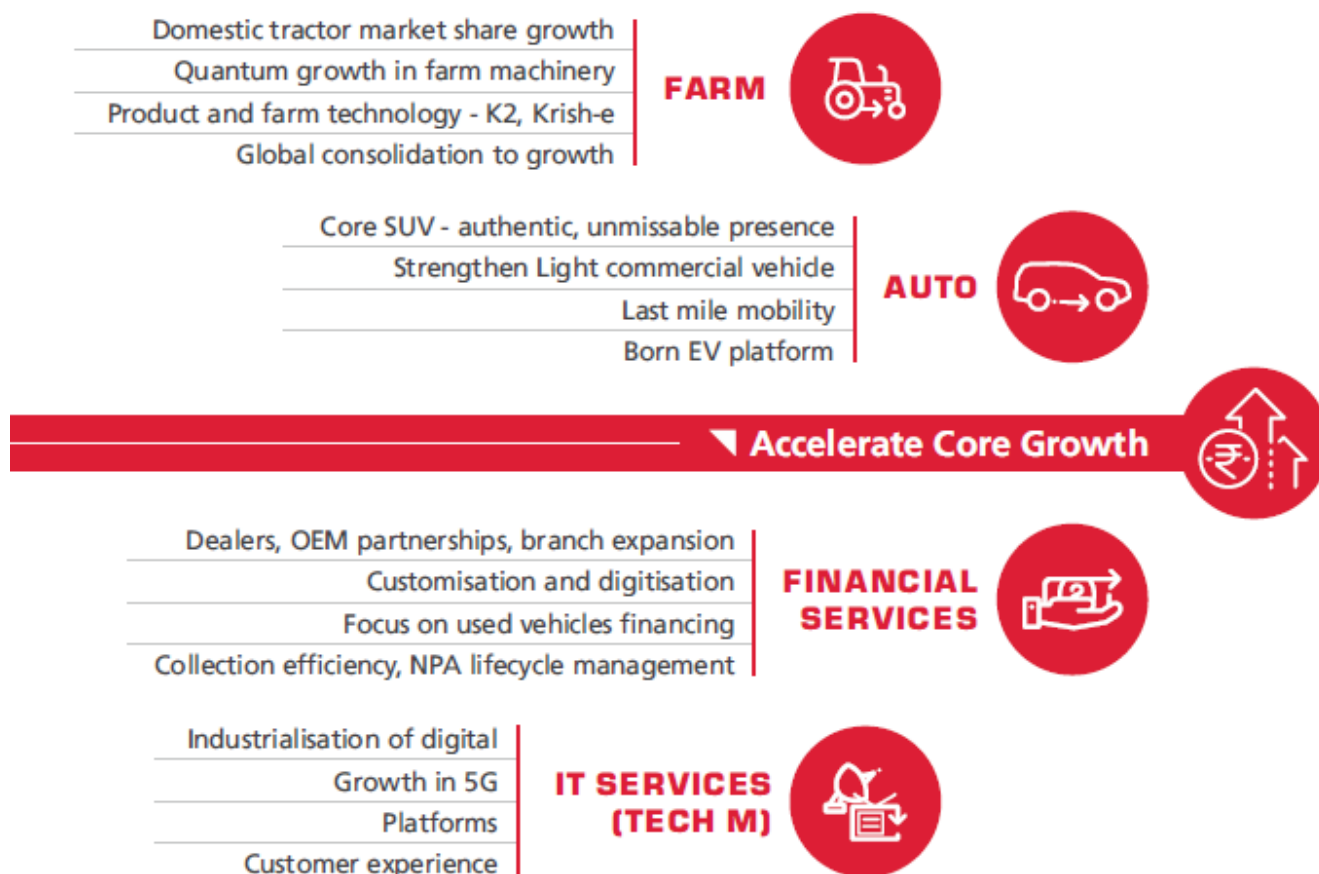 Domestic tractor market share growth
Quantum growth in farm machinery
Product and farm technology - K2, Krish-e
Global consolidation to growth
FARM
Core SUV - authentic, unmissable presence
Strengthen Light commercial vehicle
Last mile mobility
Born EV platform
AUTO
Accelerate Core Growth
₹
Dealers, OEM partnerships, branch expansion
Customisation and digitisation
Focus on used vehicles financing
Collection efficiency, NPA lifecycle management
FINANCIAL
SERVICES
Industrialisation of digital
Growth in 5G
Platforms
Customer experience
IT SERVICES
(TECH M)